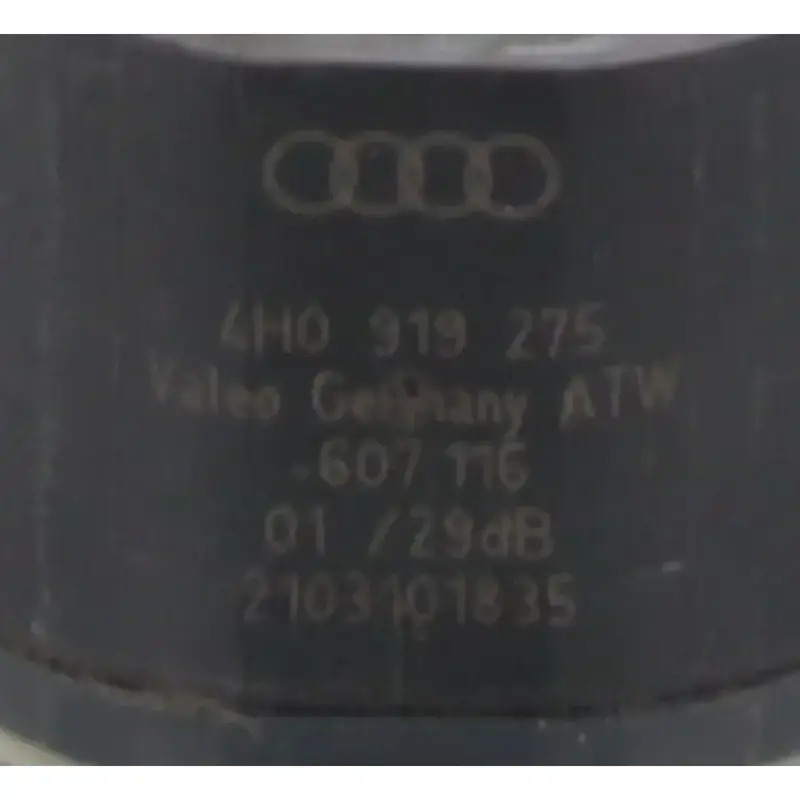 4H0 919 275
Valeo Germany ATW
-607 116
01 /29dB
2103101835